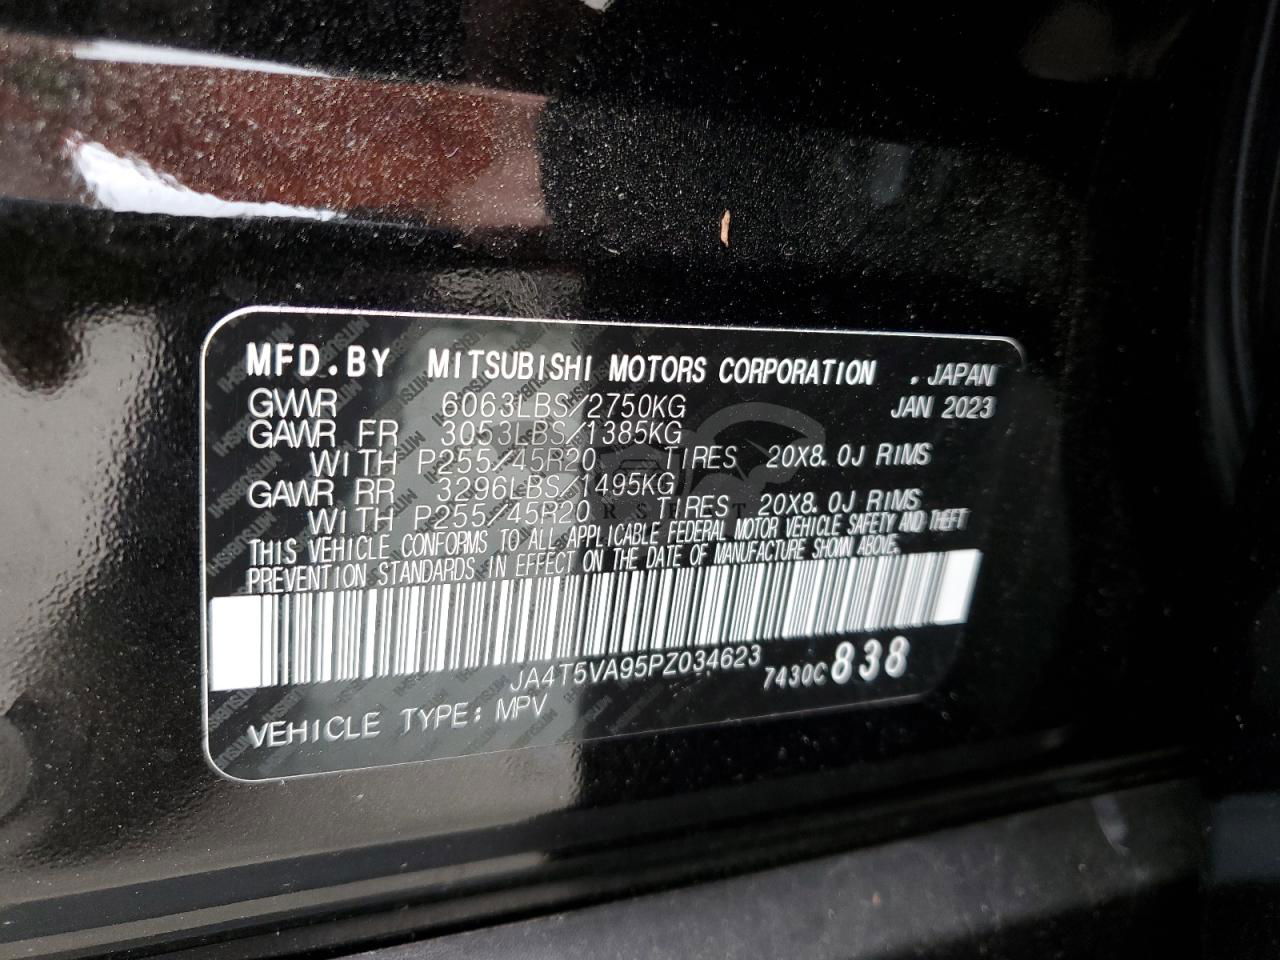 MFD.BY MITSUBISHI MOTORS CORPORATION . JAPAN
GVWR 6063LBS/2750KG JAN 2023
GAWR FR 3053LBS/1385KG
WITH P255/45R20 TIRES 20X8.0J RIMS
GAWR RR 3296LBS/1495KG
WITH P255/45R20 TIRES 20X8.0J RIMS
THIS VEHICLE CONFORMS TO ALL APPLICABLE FEDERAL MOTOR VEHICLE SAFETY AND THEFT
PREVENTION STANDARDS IN EFFECT ON THE DATE OF MANUFACTURE SHOWN ABOVE.
JA4T5VA95PZ034623 7430C 838
VEHICLE TYPE: MPV